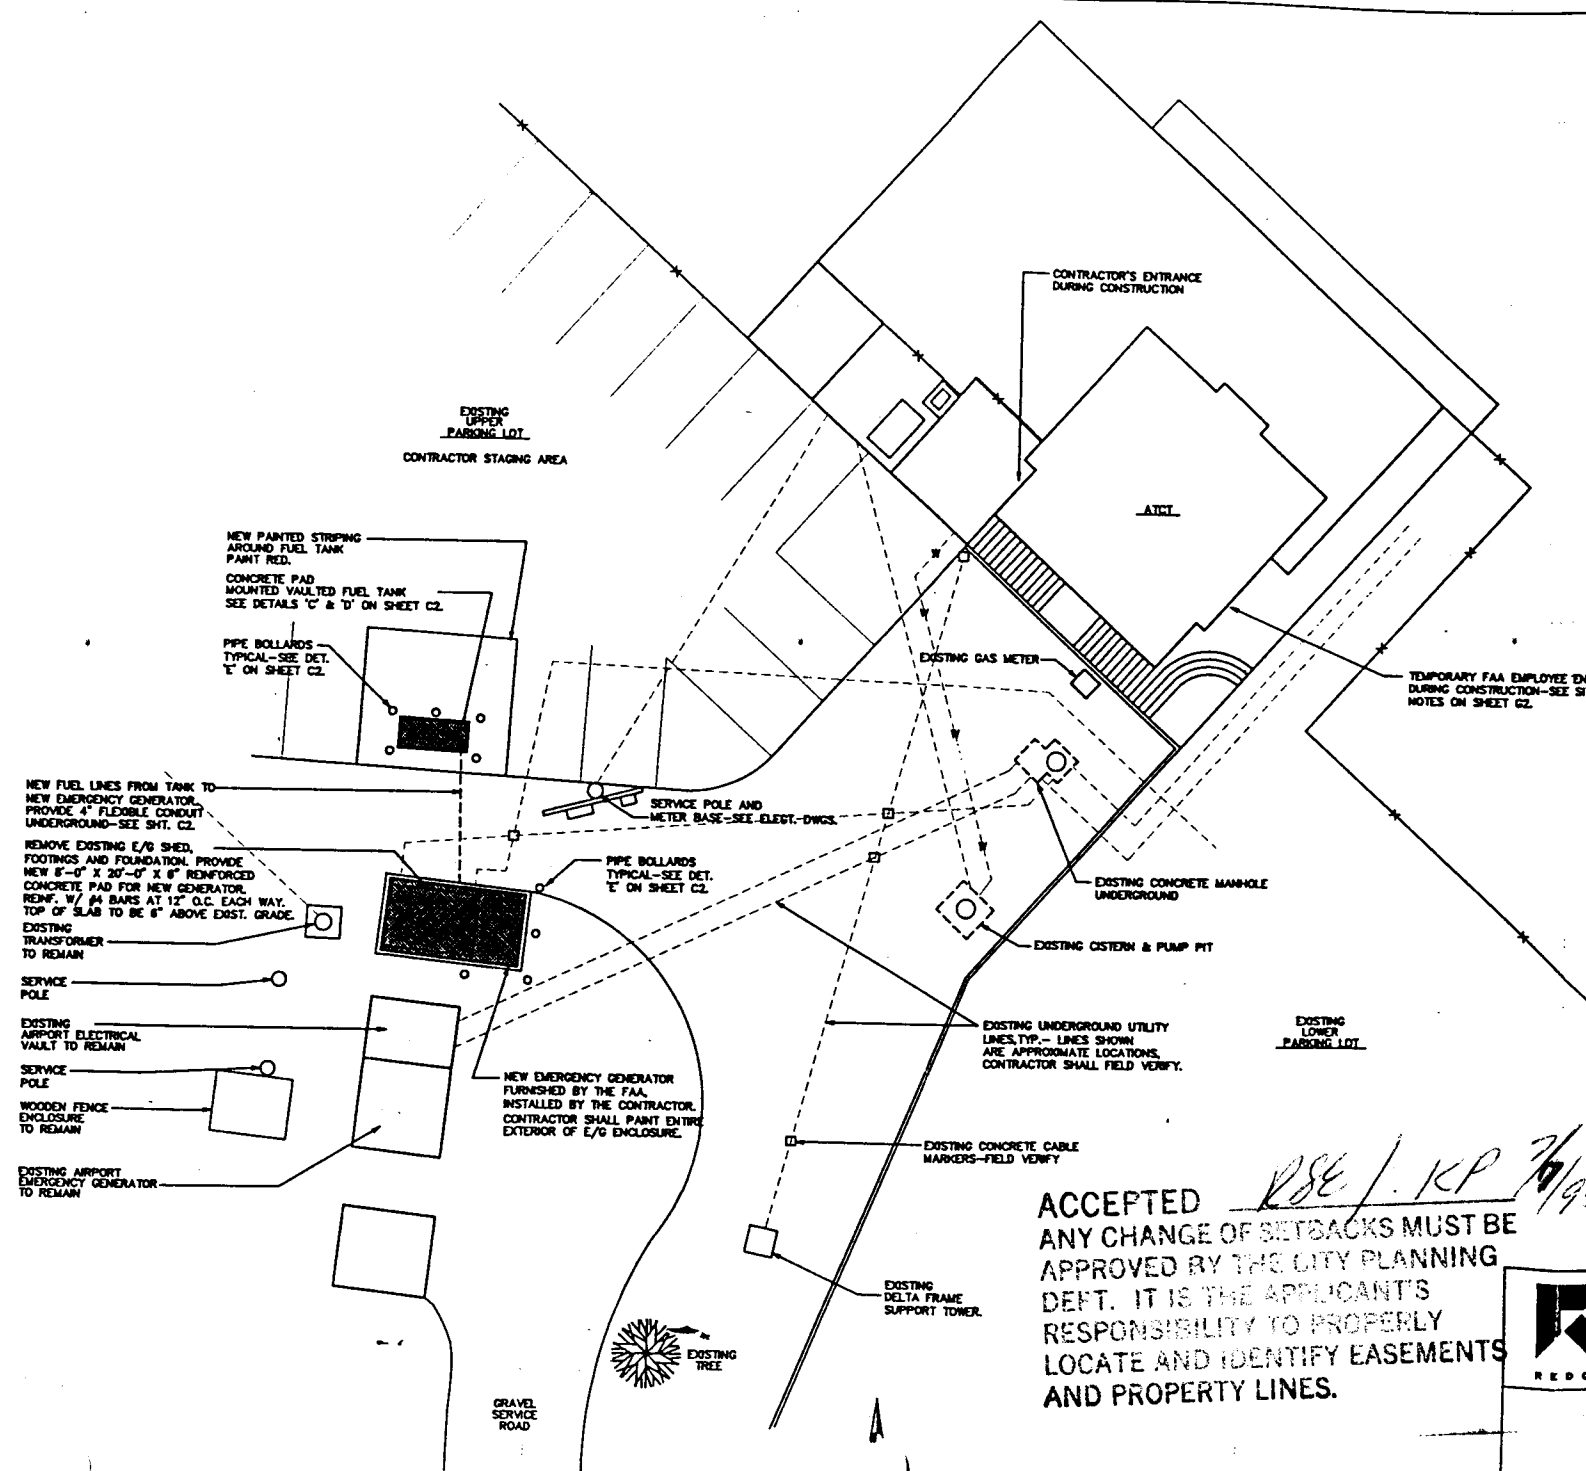 CONTRACTOR'S ENTRANCE
DURING CONSTRUCTION
EXISTING
UPPER
PARKING LOT
CONTRACTOR STAGING AREA
ATCT
NEW PAINTED STRIPING
AROUND FUEL TANK
PAINT RED.
CONCRETE PAD
MOUNTED VAULTED FUEL TANK
SEE DETAILS 'C' & 'D' ON SHEET C2.
PIPE BOLLARDS
TYPICAL-SEE DET.
'E' ON SHEET C2.
EXISTING GAS METER
TEMPORARY FAA EMPLOYEE EN
DURING CONSTRUCTION-SEE SI
NOTES ON SHEET G2.
NEW FUEL LINES FROM TANK TO
NEW EMERGENCY GENERATOR.
PROVIDE 4" FLEXIBLE CONDUIT
UNDERGROUND-SEE SHT. C2.
SERVICE POLE AND
METER BASE-SEE ELECT. DWGS.
REMOVE EXISTING E/G SHED,
FOOTINGS AND FOUNDATION. PROVIDE
NEW 8'-0" X 20'-0" X 8" REINFORCED
CONCRETE PAD FOR NEW GENERATOR.
REINF. W/ #4 BARS AT 12" O.C. EACH WAY.
TOP OF SLAB TO BE 6" ABOVE EXIST. GRADE.
PIPE BOLLARDS
TYPICAL-SEE DET.
'E' ON SHEET C2.
EXISTING CONCRETE MANHOLE
UNDERGROUND
EXISTING
TRANSFORMER
TO REMAIN
EXISTING CISTERN & PUMP PIT
SERVICE
POLE
EXISTING
AIRPORT ELECTRICAL
VAULT TO REMAIN
EXISTING UNDERGROUND UTILITY
LINES,TYP.- LINES SHOWN
ARE APPROXIMATE LOCATIONS,
CONTRACTOR SHALL FIELD VERIFY.
EXISTING
LOWER
PARKING LOT
SERVICE
POLE
NEW EMERGENCY GENERATOR
FURNISHED BY THE FAA,
INSTALLED BY THE CONTRACTOR.
CONTRACTOR SHALL PAINT ENTIRE
EXTERIOR OF E/G ENCLOSURE.
WOODEN FENCE
ENCLOSURE
TO REMAIN
EXISTING CONCRETE CABLE
MARKERS-FIELD VERIFY
EXISTING AIRPORT
EMERGENCY GENERATOR
TO REMAIN
ACCEPTED
ANY CHANGE OF SETBACKS MUST BE
APPROVED BY THE CITY PLANNING
DEPT. IT IS THE APPLICANT'S
RESPONSIBILITY TO PROPERLY
LOCATE AND IDENTIFY EASEMENTS
AND PROPERTY LINES.
EXISTING
DELTA FRAME
SUPPORT TOWER.
EXISTING
TREE
GRAVEL
SERVICE
ROAD